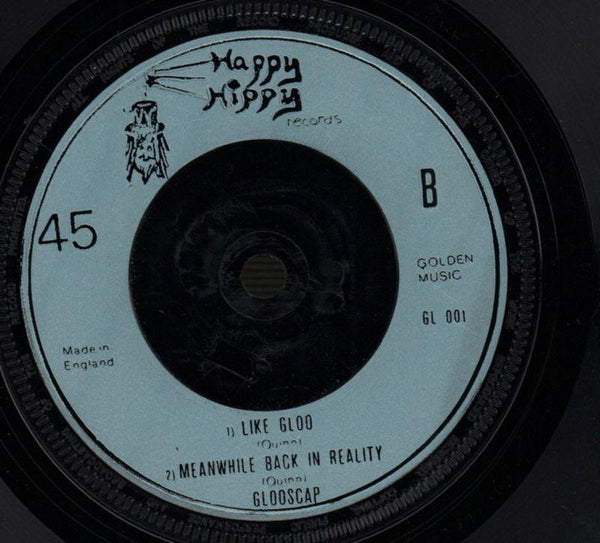 Happy
Hippy
records
45
B
GOLDEN
MUSIC
GL 001
Made in
England
1) LIKE GLOO
(Quinn)
2) MEANWHILE BACK IN REALITY
(Quinn)
GLOOSCAP